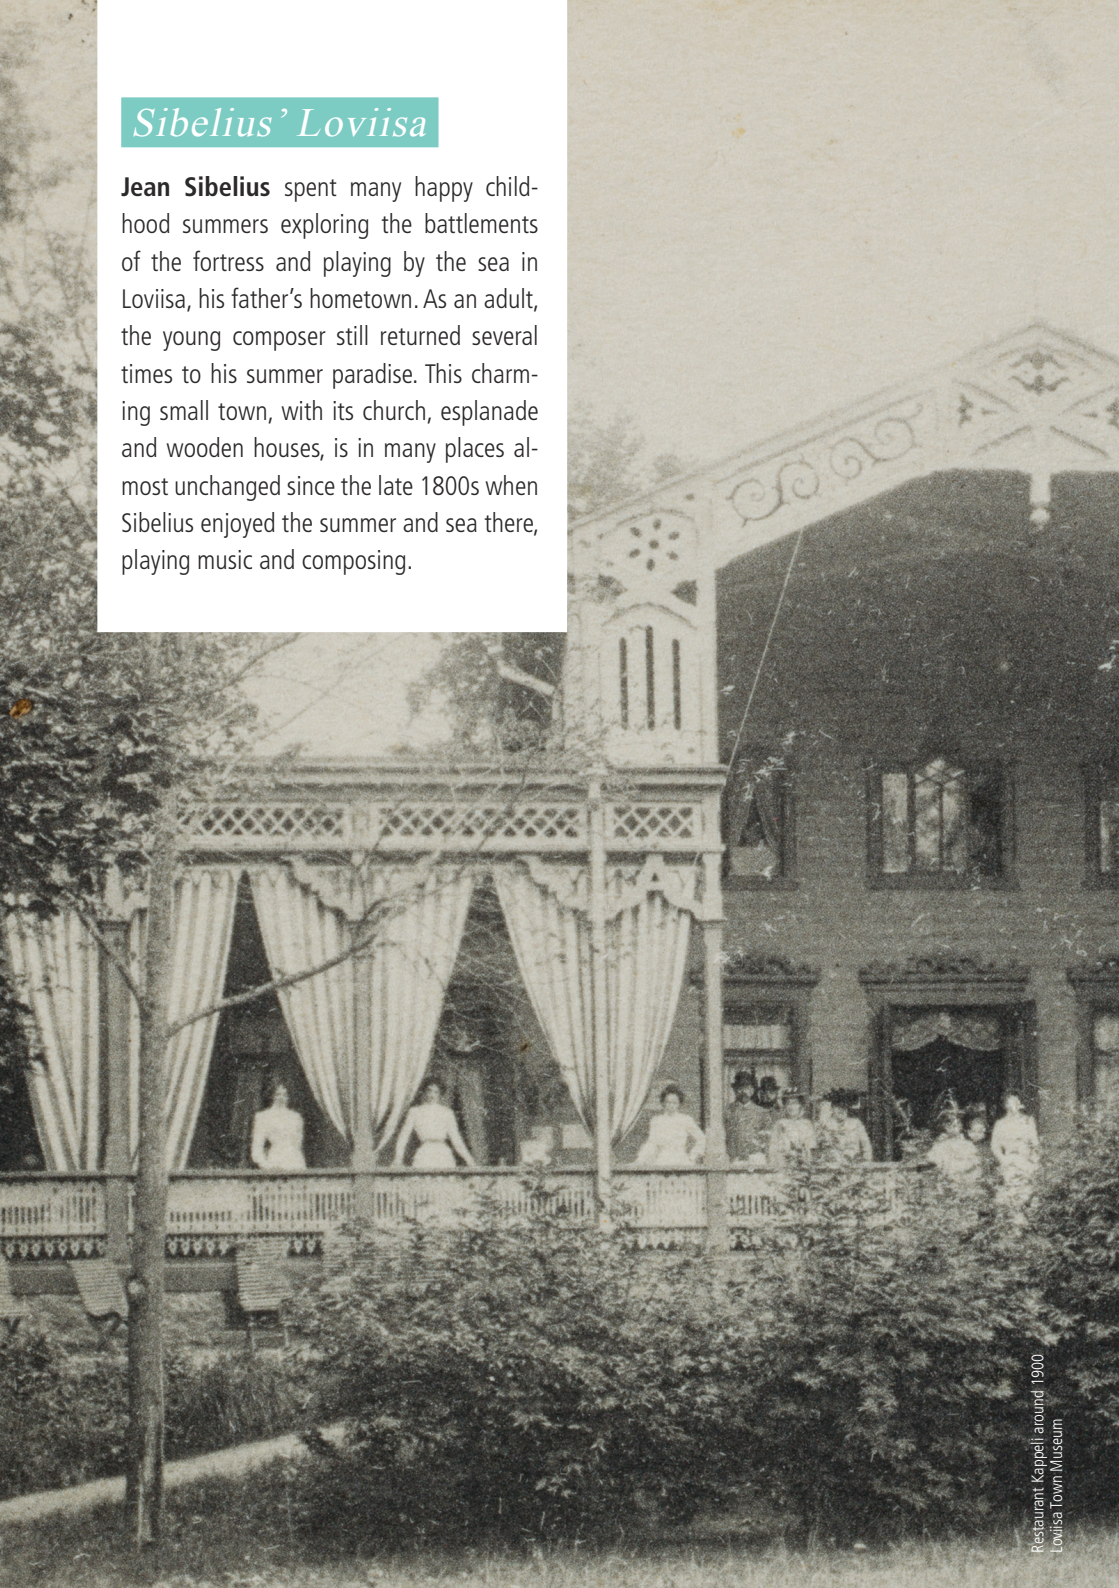 Sibelius’ Loviisa
Jean Sibelius spent many happy child-
hood summers exploring the battlements
of the fortress and playing by the sea in
Loviisa, his father’s hometown. As an adult,
the young composer still returned several
times to his summer paradise. This charm-
ing small town, with its church, esplanade
and wooden houses, is in many places al-
most unchanged since the late 1800s when
Sibelius enjoyed the summer and sea there,
playing music and composing.
Restaurant Kappeli around 1900
Loviisa Town Museum